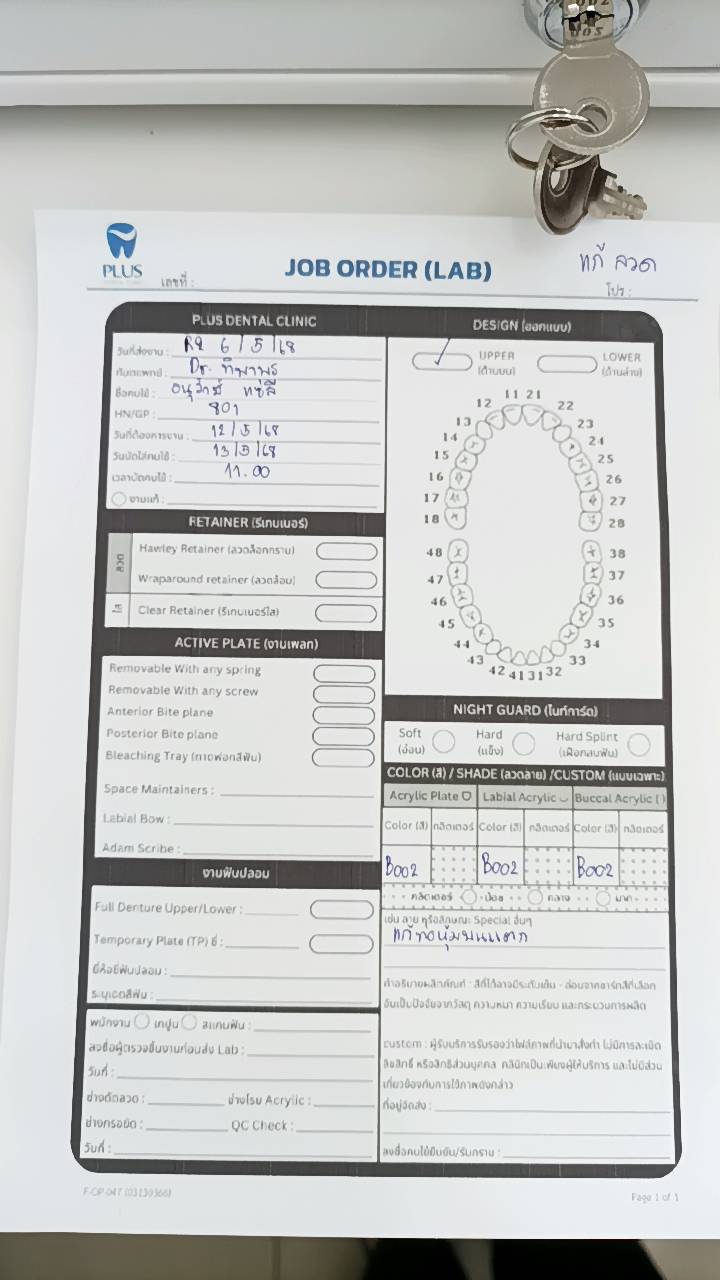 002
PLUS
JOB ORDER (LAB)
แก้ ลวด
เลขที่ :
โปร :
PLUS DENTAL CLINIC
วันที่ส่งงาน : R2 6 / 5 / 68
ทันตแพทย์ : Dr. ทิพาพร
ชื่อคนไข้ :
HN/GP : 801
วันที่ต้องการงาน : 12 / 5 / 68
วันนัดใส่คนไข้ : 13 / 5 / 68
เวลานัดคนไข้ : 11.00
งานแก้ :
DESIGN (ออกแบบ)
UPPER (ด้านบน)
LOWER (ด้านล่าง)
11 21
12 22
13 23
14 24
15 25
16 26
17 27
18 28
48 38
47 37
46 36
45 35
44 34
43 33
42 41 31 32
RETAINER (รีเทนเนอร์)
ลวด
Hawley Retainer (ลวดล็อกกราม)
Wraparound retainer (ลวดล้อม)
ใส
Clear Retainer (รีเทนเนอร์ใส)
ACTIVE PLATE (งานเพลท)
Removable With any spring
Removable With any screw
Anterior Bite plane
Posterior Bite plane
Bleaching Tray (ถาดฟอกสีฟัน)
Space Maintainers :
Labial Bow :
Adam Scribe :
NIGHT GUARD (ไนท์การ์ด)
Soft (อ่อน)
Hard (แข็ง)
Hard Splint (เฝือกสบฟัน)
COLOR (สี) / SHADE (ลวดลาย) /CUSTOM (แบบเฉพาะ)
Acrylic Plate Labial Acrylic Buccal Acrylic ( )
Color (สี) กลิตเตอร์ Color (สี) กลิตเตอร์ Color (สี) กลิตเตอร์
B002 B002 B002
กลิตเตอร์ น้อย กลาง มาก
เช่น ลาย หรือลักษณะ Special อื่นๆ
คำอธิบายผลิตภัณฑ์ : สีที่ได้อาจมีระดับเข้ม - อ่อนจากชาร์ทสีที่เลือก
อันเป็นปัจจัยจากวัสดุ ความหนา ความเรียบ และกระบวนการผลิต
custom : ผู้รับบริการรับรองว่าไฟล์ภาพที่นำมาสั่งทำ ไม่มีการละเมิด
ลิขสิทธิ์ หรือสิทธิส่วนบุคคล คลินิกเป็นเพียงผู้ให้บริการ และไม่มีส่วน
เกี่ยวข้องกับการใช้ภาพดังกล่าว
ที่อยู่จัดส่ง :
ลงชื่อคนไข้ยืนยัน/รับทราบ :
งานฟันปลอม
Full Denture Upper/Lower :
Temporary Plate (TP) ซี่ :
ยี่ห้อซี่ฟันปลอม :
ระบุเฉดสีฟัน :
พนักงาน เทปูน สแกนฟัน :
ลงชื่อผู้ตรวจชิ้นงานก่อนส่ง Lab :
วันที่ :
ช่างดัดลวด : ช่างโรย Acrylic :
ช่างกรอขัด : QC Check :
วันที่ :
Page 1 of 1